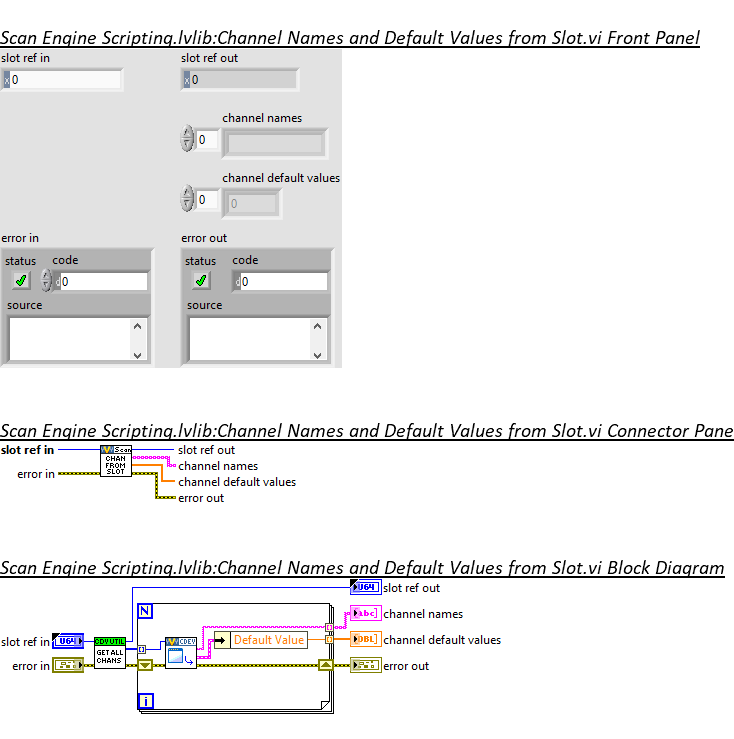 Scan Engine Scripting.lvlib:Channel Names and Default Values from Slot.vi Front Panel
slot ref in
slot ref out
x 0
x 0
channel names
0
channel default values
0
0
error in
error out
status
code
status
code
d 0
d 0
source
source
Scan Engine Scripting.lvlib:Channel Names and Default Values from Slot.vi Connector Pane
slot ref in
Scan
CHAN
FROM
SLOT
slot ref out
channel names
error in
channel default values
error out
Scan Engine Scripting.lvlib:Channel Names and Default Values from Slot.vi Block Diagram
U64
slot ref out
N
abc
channel names
slot ref in
U64
CDV UTIL
GET ALL
CHANS
CDEV
Default Value
DBL
channel default values
error in
error out
i